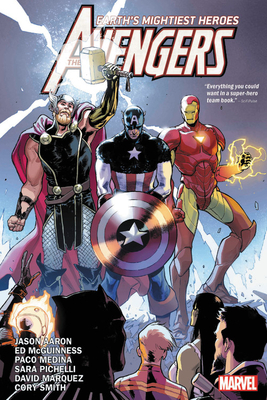 EARTH'S MIGHTIEST HEROES
THE AVENGERS
"Everything you could
want in a super-hero
team book."
JASON AARON
ED McGUINNESS
PACO MEDINA
SARA PICHELLI
DAVID MARQUEZ
CORY SMITH
MARVEL